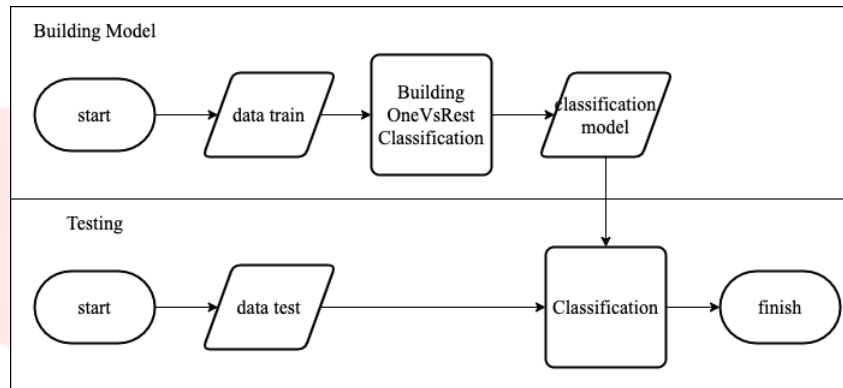 Building Model
start
data train
Building
OneVsRest
Classification
classification
model
Testing
start
data test
Classification
finish